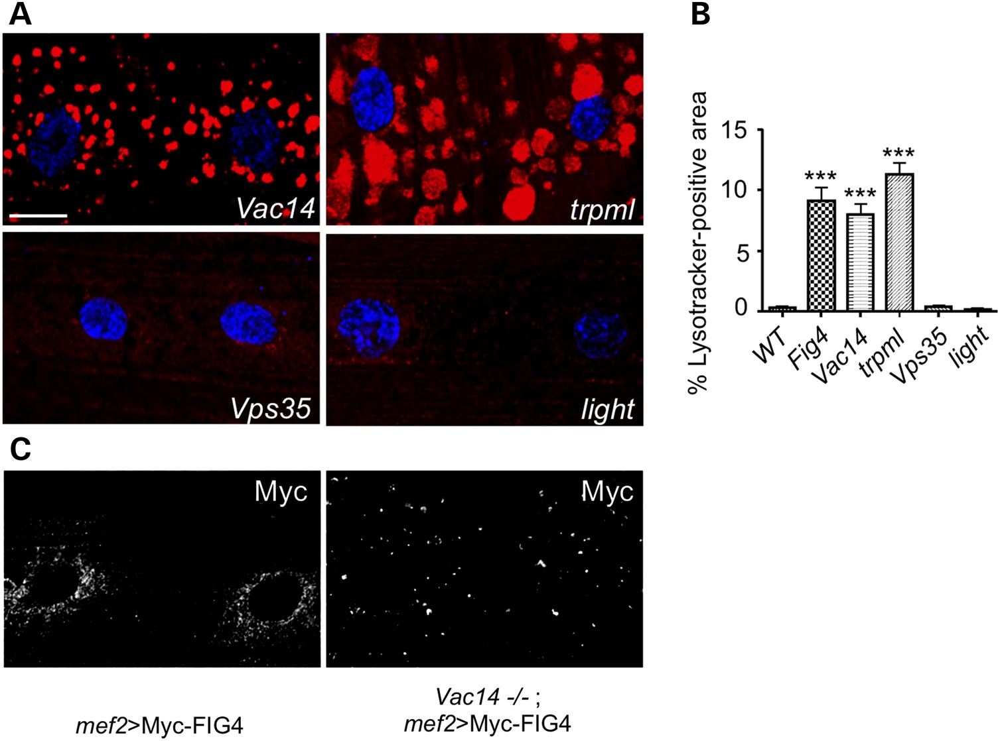 A
Vac14
trpml
Vps35
light
B
% Lysotracker-positive area
15
10
5
0
***
***
***
WT
Fig4
Vac14
trpml
Vps35
light
C
Myc
Myc
mef2>Myc-FIG4
Vac14 -/- ;
mef2>Myc-FIG4